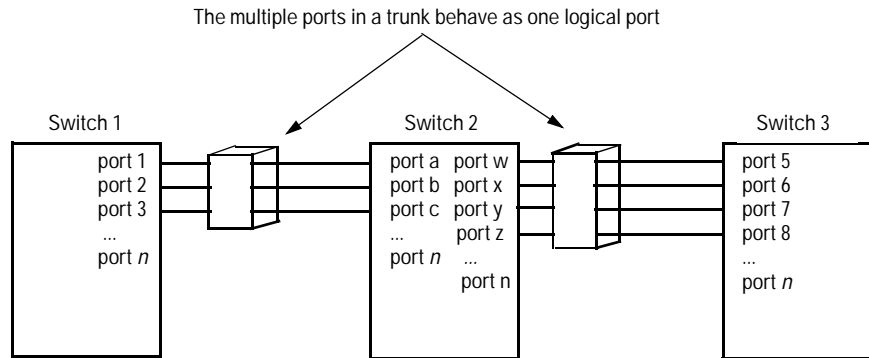 The multiple ports in a trunk behave as one logical port
Switch 1
Switch 2
Switch 3
port 1
port 2
port 3
...
port n
port a
port b
port c
...
port n
port w
port x
port y
port z
...
port n
port 5
port 6
port 7
port 8
...
port n